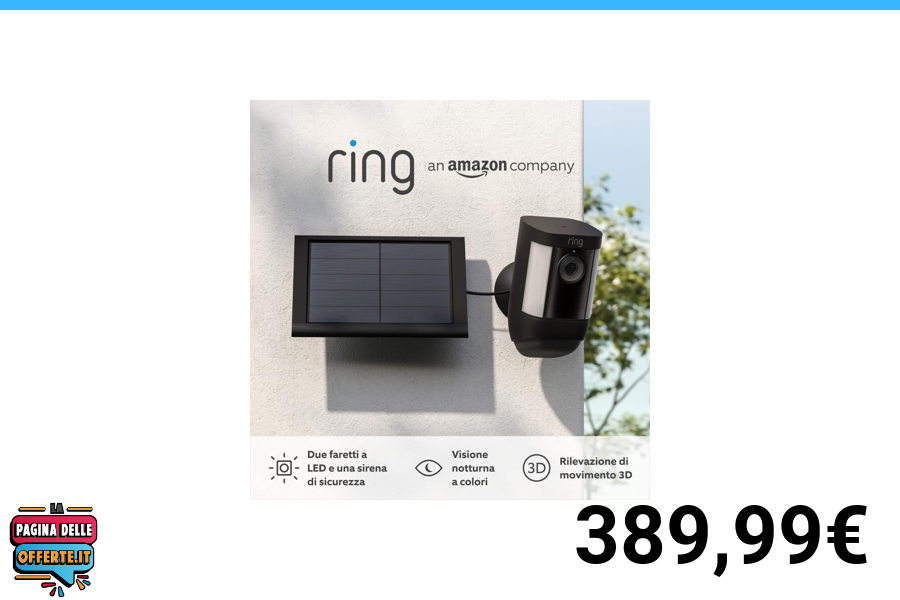 ring an amazon company
ring
Due faretti a
LED e una sirena
di sicurezza
Visione
notturna
a colori
3D
Rilevazione di
movimento 3D
LA
PAGINA DELLE
OFFERTE.IT
389,99€